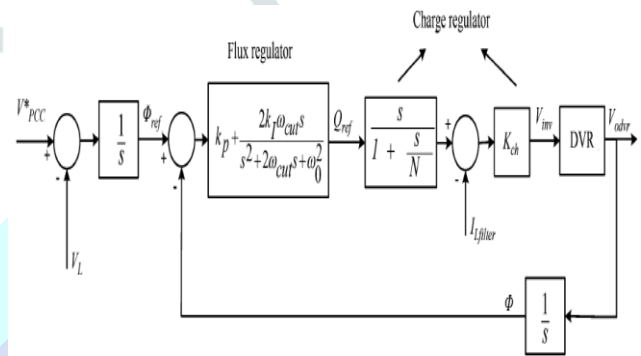 Charge regulator
Flux regulator
V*PCC
+
-
1
s
Φref
+
-
kp+ 2kIωcuts
s²+2ωcuts+ω0²
Qref
s
1 + s
N
+
-
Kch
Vinv
DVR
Vodvr
ILfilter
VL
Φ
1
s